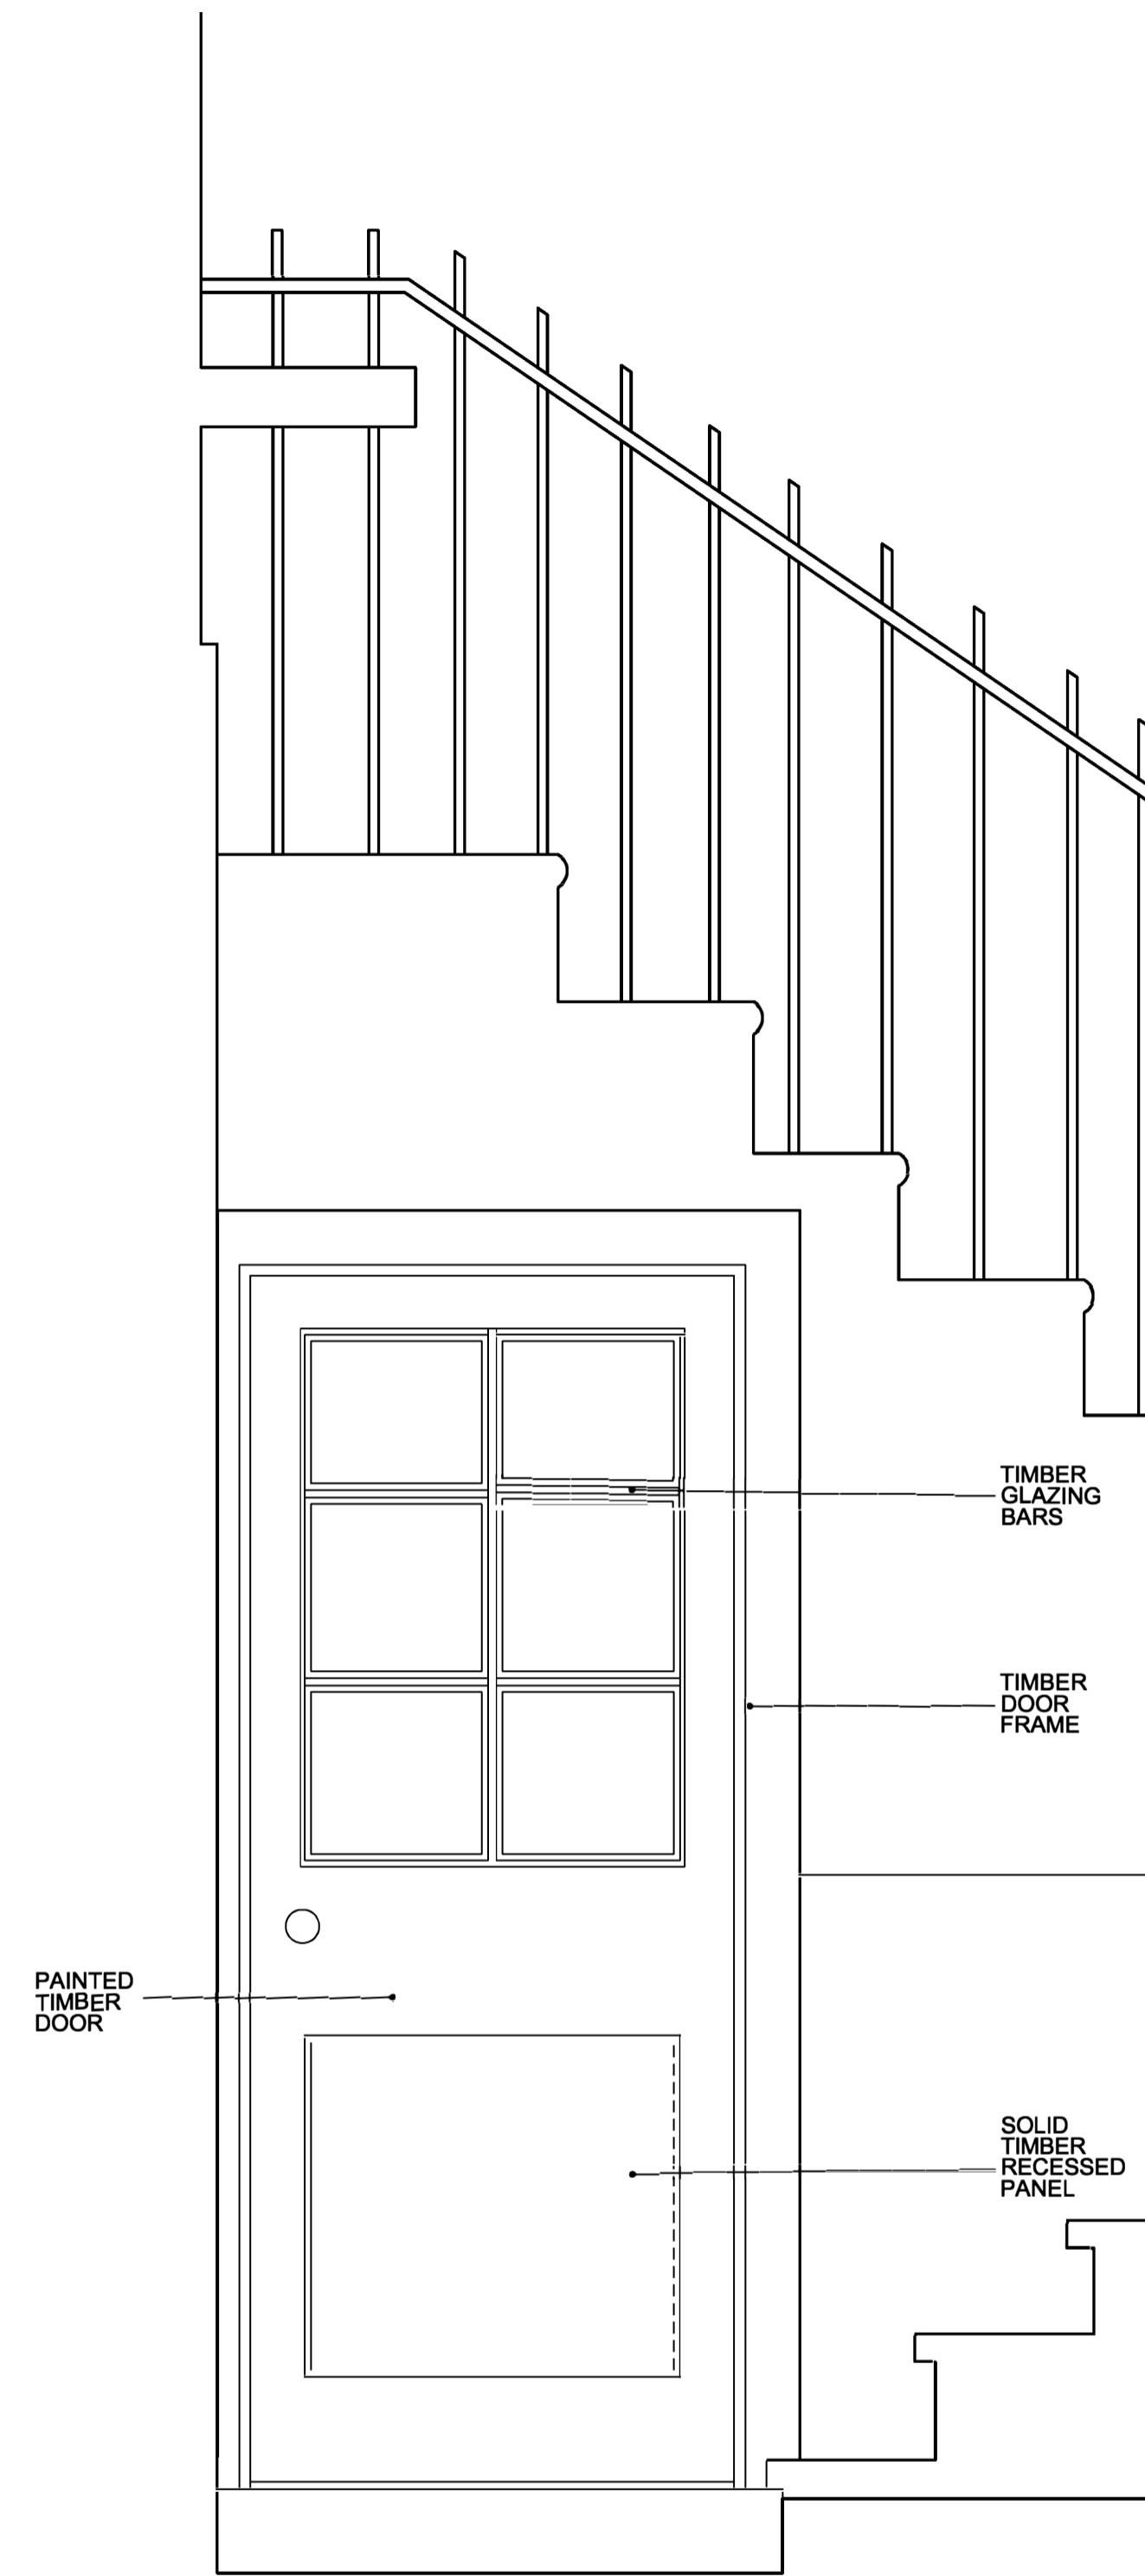 TIMBER
GLAZING
BARS
TIMBER
DOOR
FRAME
PAINTED
TIMBER
DOOR
SOLID
TIMBER
RECESSED
PANEL